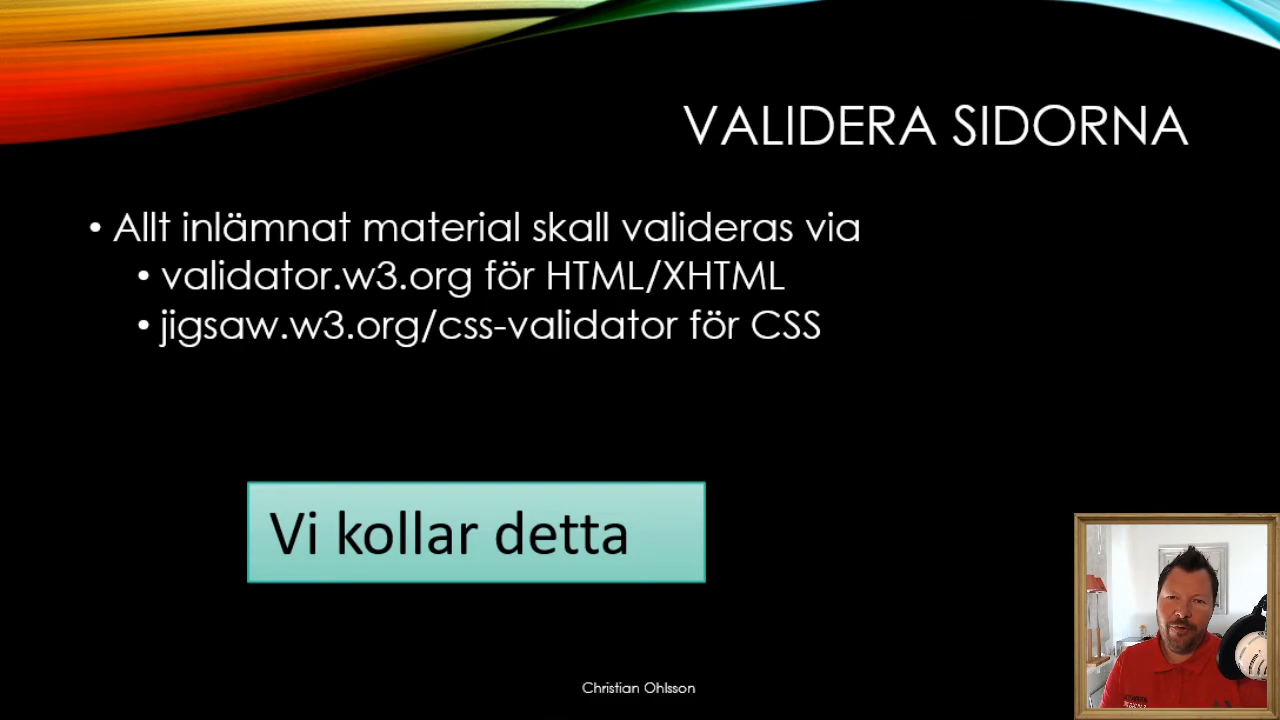 VALIDERA SIDORNA
• Allt inlämnat material skall valideras via
• validator.w3.org för HTML/XHTML
• jigsaw.w3.org/css-validator för CSS
Vi kollar detta
Christian Ohlsson